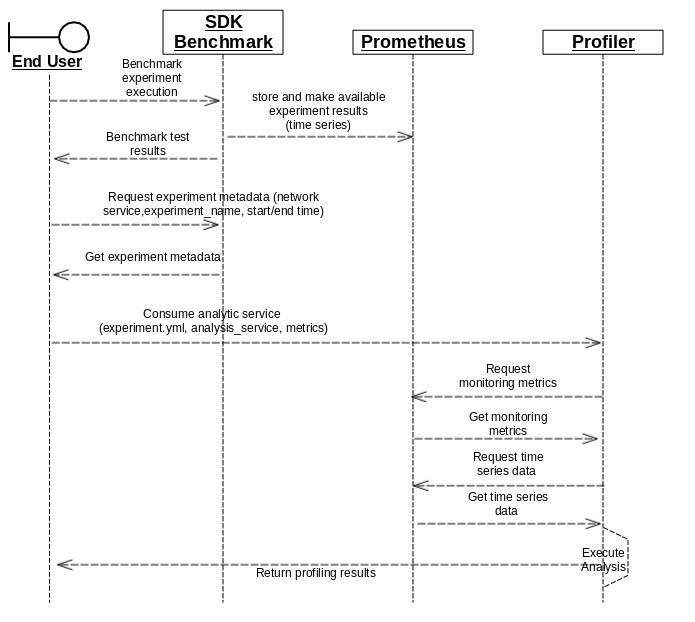 SDK
Benchmark
Prometheus
Profiler
End User
Benchmark
experiment
execution
store and make available
experiment results
(time series)
Benchmark test
results
Request experiment metadata (network
service,experiment_name, start/end time)
Get experiment metadata
Consume analytic service
(experiment.yml, analysis_service, metrics)
Request
monitoring metrics
Get monitoring
metrics
Request time
series data
Get time series
data
Execute
Analysis
Return profiling results